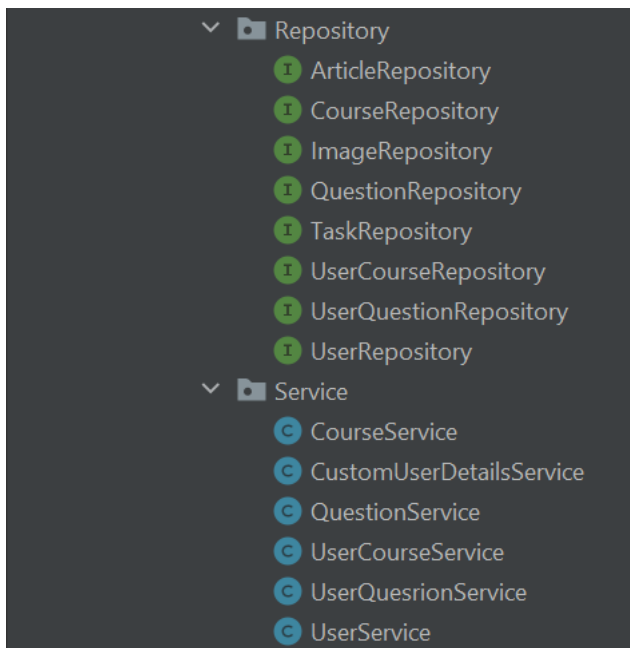 Repository
I ArticleRepository
I CourseRepository
I ImageRepository
I QuestionRepository
I TaskRepository
I UserCourseRepository
I UserQuestionRepository
I UserRepository
Service
C CourseService
C CustomUserDetailsService
C QuestionService
C UserCourseService
C UserQuesrionService
C UserService